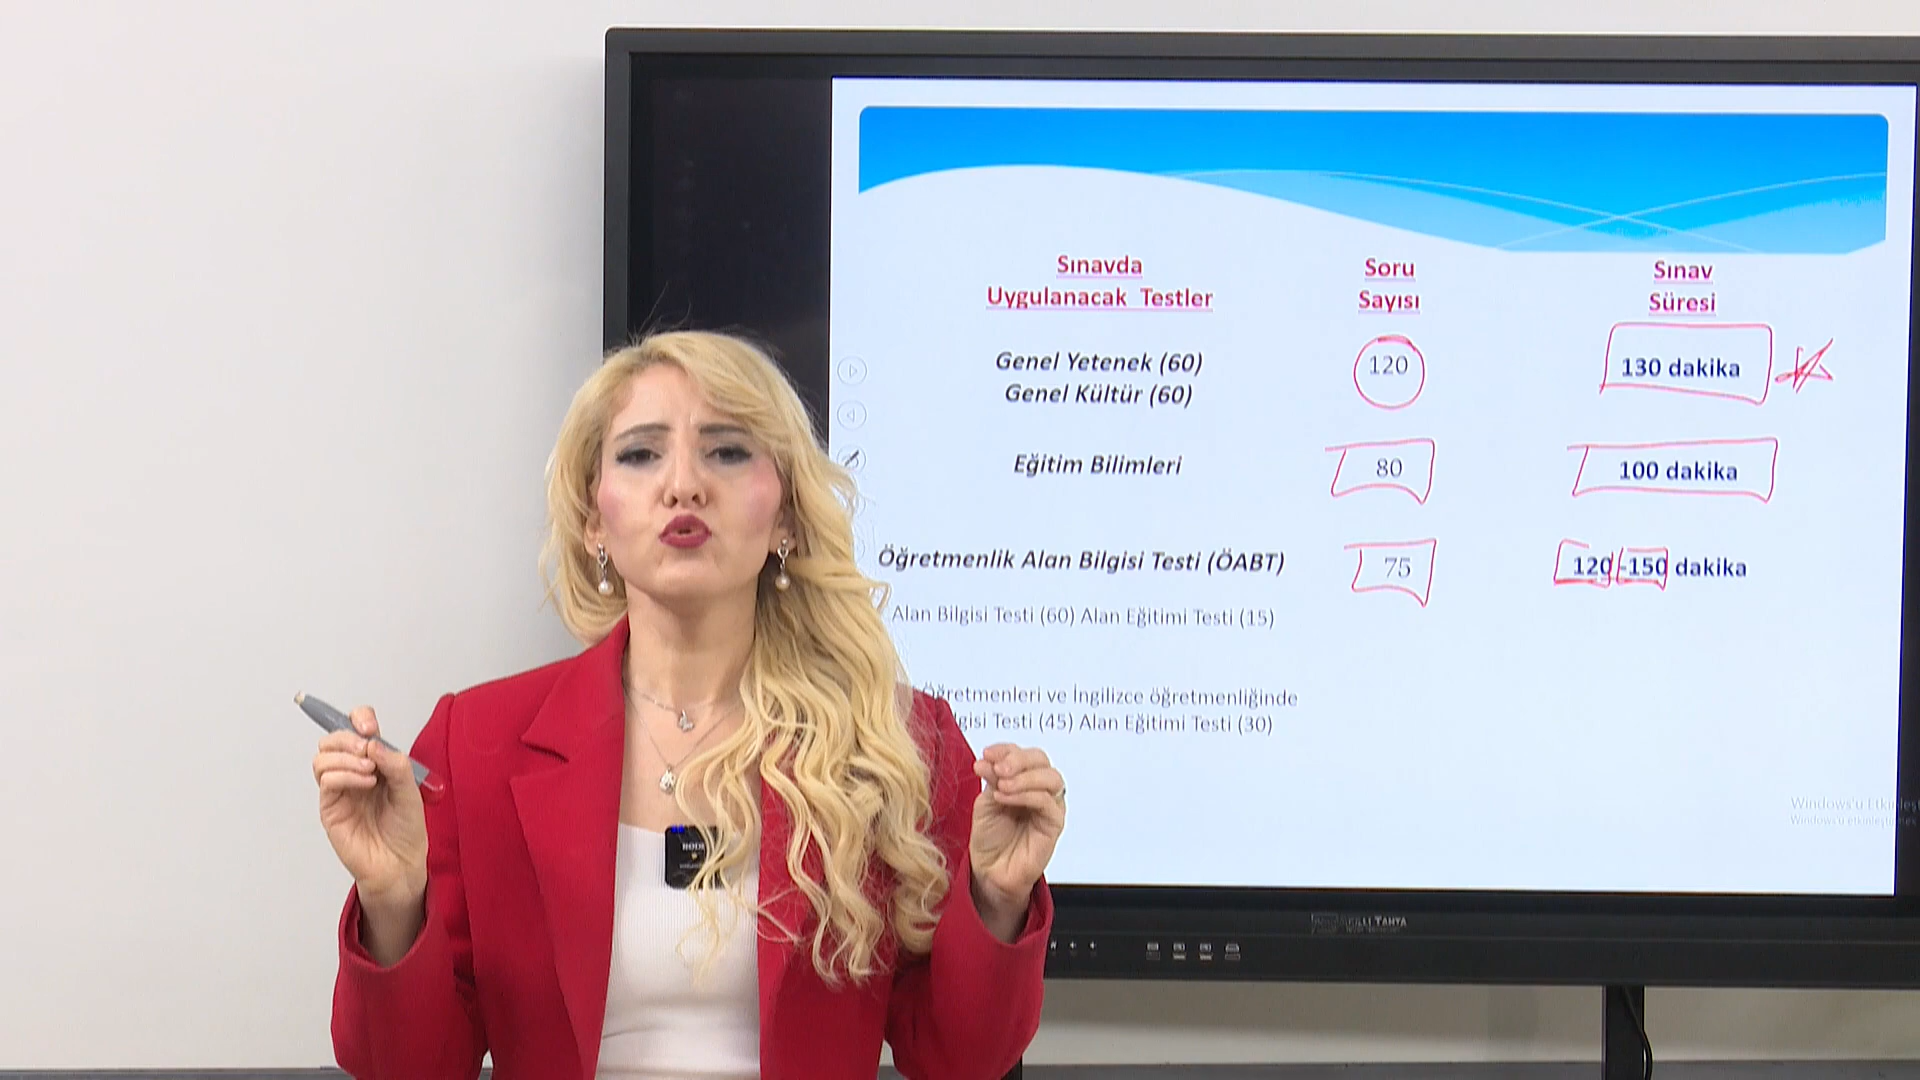 Sınavda
Uygulanacak Testler
Soru
Sayısı
Sınav
Süresi
Genel Yetenek (60)
Genel Kültür (60)
120
130 dakika
Eğitim Bilimleri
80
100 dakika
Öğretmenlik Alan Bilgisi Testi (ÖABT)
75
120 -150 dakika
Alan Bilgisi Testi (60) Alan Eğitimi Testi (15)
Öğretmenleri ve İngilizce öğretmenliğinde
Testi (45) Alan Eğitimi Testi (30)
Windows'u
TAHTA